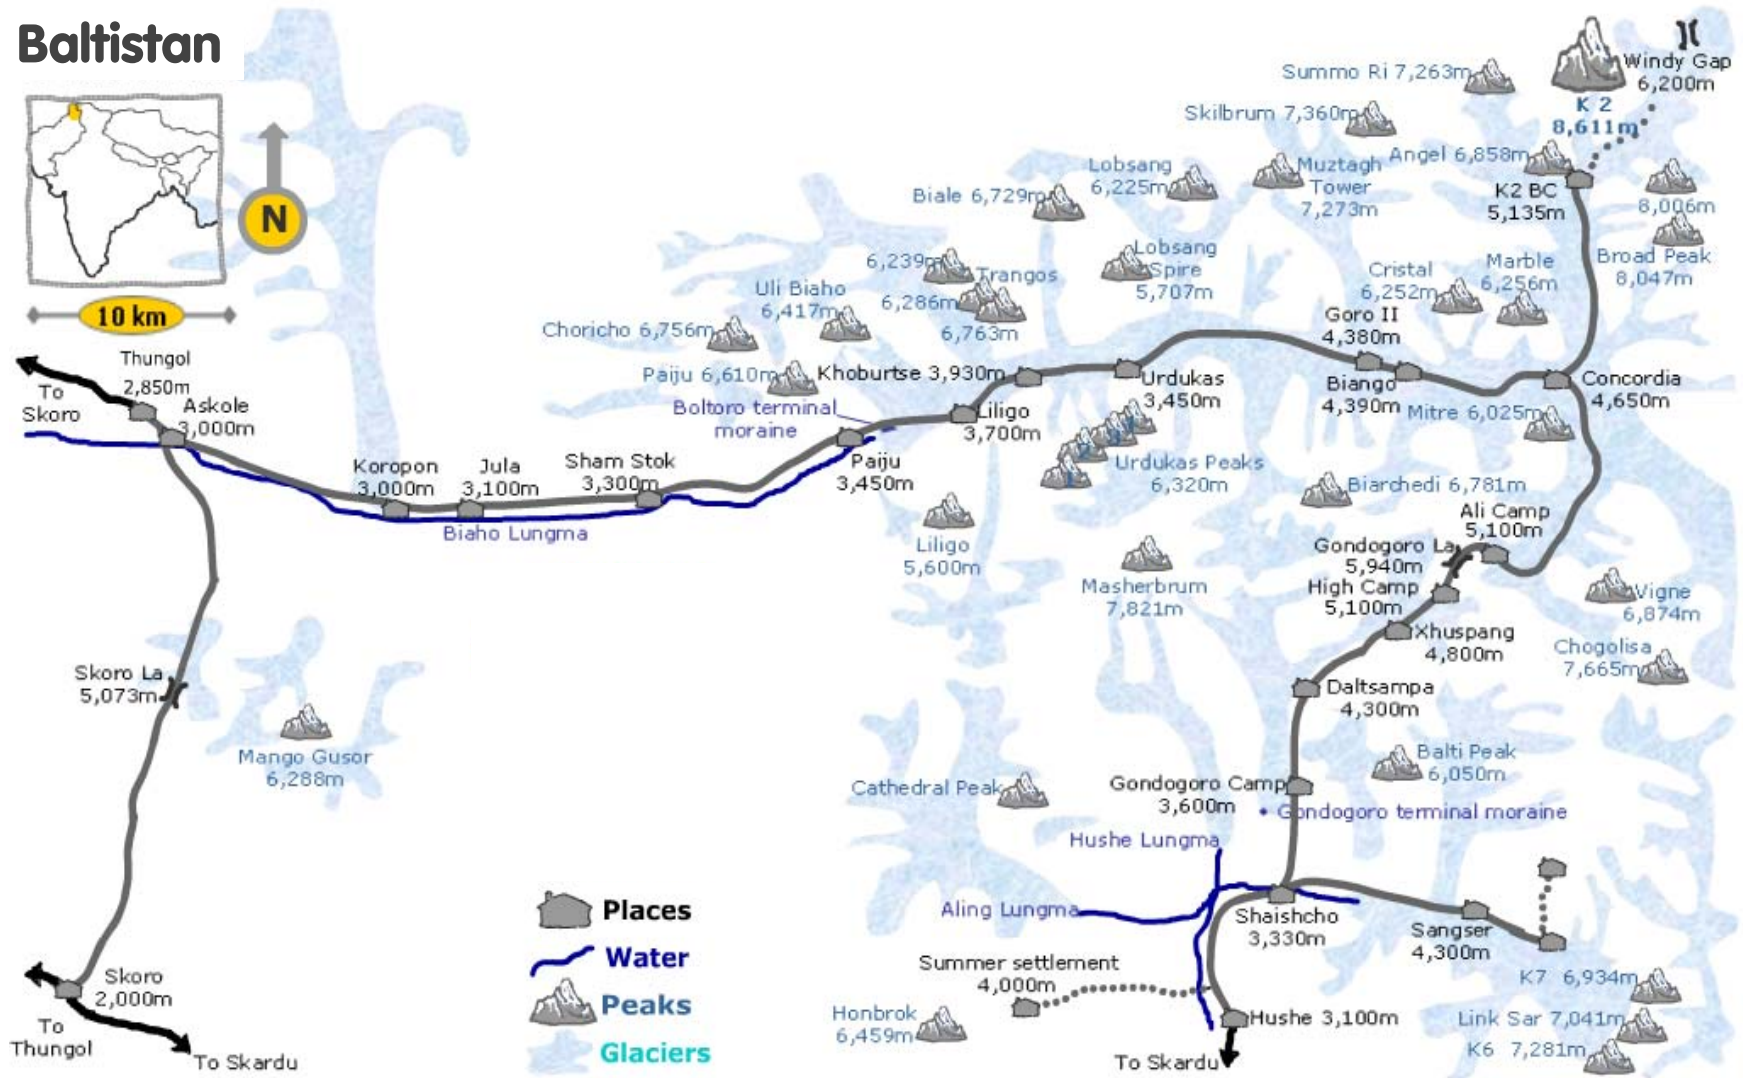 Baltistan
N
10 km
To
Skoro
Thungol
2,850m
Askole
3,000m
Koropon
3,000m
Jula
3,100m
Sham Stok
3,300m
Biaho Lungma
Paiju
3,450m
Boltoro terminal
moraine
Choricho 6,756m
Paiju 6,610m
Uli Biaho
6,417m
6,239m
Trangos
6,286m
6,763m
Khoburtse 3,930m
Liligo
3,700m
Biale 6,729m
Lobsang
6,225m
Lobsang
Spire
5,707m
Urdukas
3,450m
1
2
3
Urdukas Peaks
6,320m
Liligo
5,600m
Masherbrum
7,821m
Summo Ri 7,263m
Skilbrum 7,360m
Muztagh
Tower
7,273m
Angel 6,858m
K 2
8,611m
Windy Gap
6,200m
K2 BC
5,135m
8,006m
Broad Peak
8,047m
Cristal
6,252m
Marble
6,256m
Goro II
4,380m
Biango
4,390m
Concordia
4,650m
Mitre 6,025m
Biarchedi 6,781m
Ali Camp
5,100m
Gondogoro La
5,940m
High Camp
5,100m
Xhuspang
4,800m
Vigne
6,874m
Chogolisa
7,665m
Daltsampa
4,300m
Balti Peak
6,050m
Gondogoro Camp
3,600m
Gondogoro terminal moraine
Cathedral Peak
Hushe Lungma
Aling Lungma
Shaishcho
3,330m
Sangser
4,300m
Summer settlement
4,000m
Honbrok
6,459m
Hushe 3,100m
To Skardu
K7 6,934m
Link Sar 7,041m
K6 7,281m
Skoro La
5,073m
Mango Gusor
6,288m
Skoro
2,000m
To
Thungol
To Skardu
Places
Water
Peaks
Glaciers